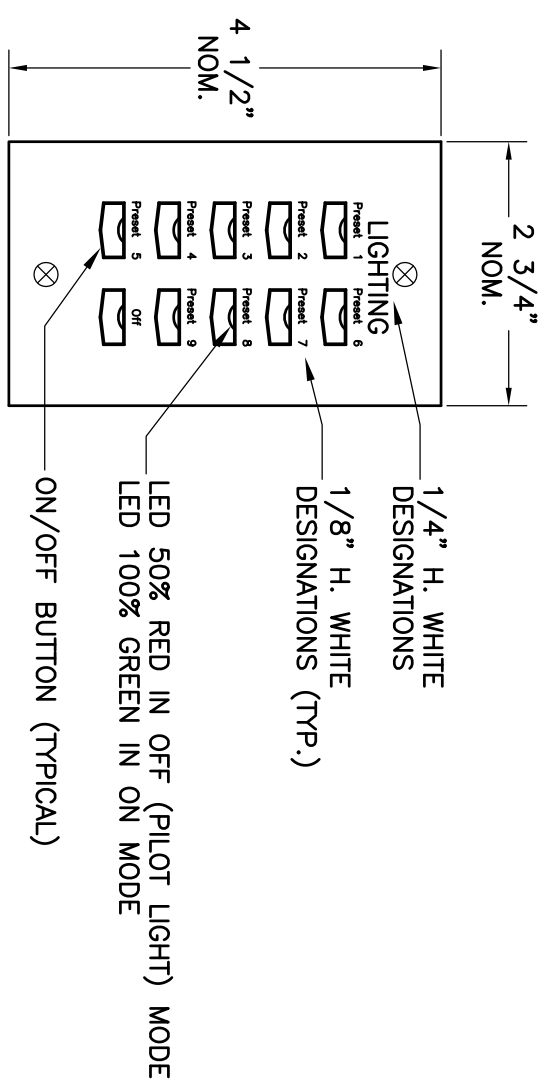 2 3/4"
NOM.
4 1/2"
NOM.
LIGHTING
Preset 1
Preset 6
Preset 2
Preset 7
Preset 3
Preset 8
Preset 4
Preset 9
Preset 5
Off
1/4" H. WHITE
DESIGNATIONS
1/8" H. WHITE
DESIGNATIONS (TYP.)
LED 50% RED IN OFF (PILOT LIGHT) MODE
LED 100% GREEN IN ON MODE
ON/OFF BUTTON (TYPICAL)